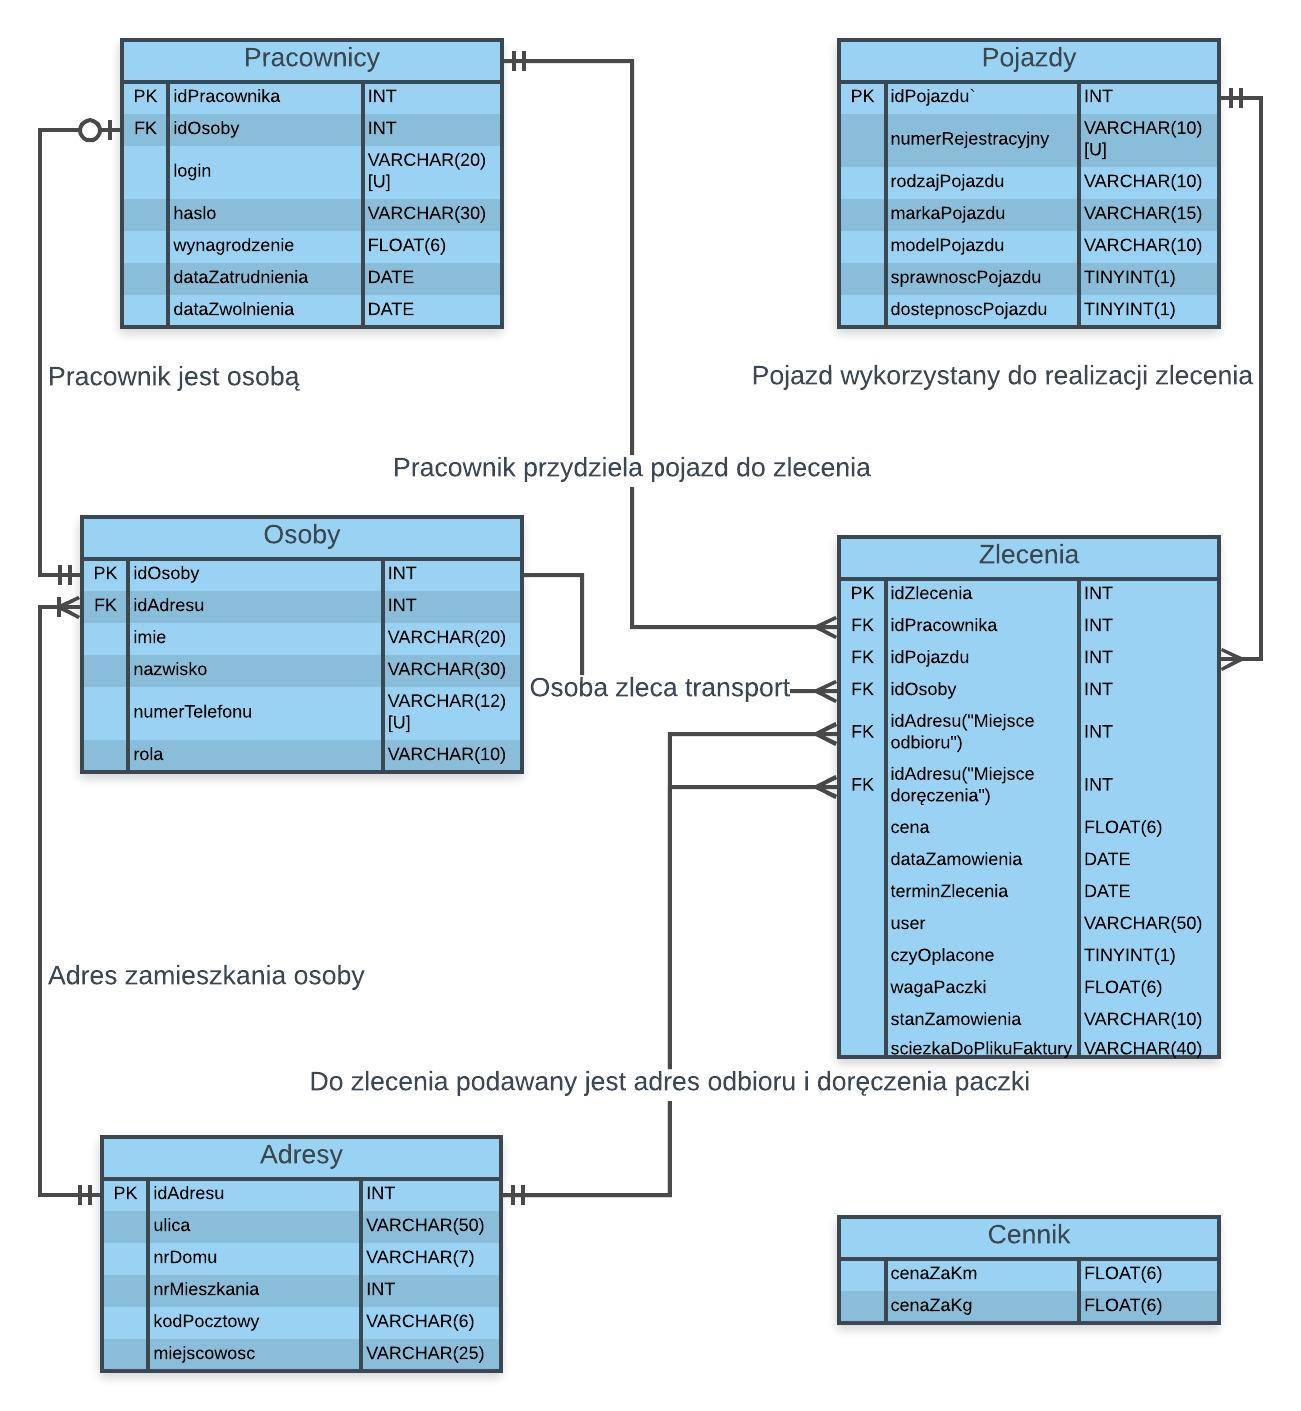 Pracownicy
PK idPracownika INT
FK idOsoby INT
login VARCHAR(20)
[U]
haslo VARCHAR(30)
wynagrodzenie FLOAT(6)
dataZatrudnienia DATE
dataZwolnienia DATE
Pojazdy
PK idPojazdu` INT
numerRejestracyjny VARCHAR(10)
[U]
rodzajPojazdu VARCHAR(10)
markaPojazdu VARCHAR(15)
modelPojazdu VARCHAR(10)
sprawnoscPojazdu TINYINT(1)
dostepnoscPojazdu TINYINT(1)
Pracownik jest osobą
Pojazd wykorzystany do realizacji zlecenia
Pracownik przydziela pojazd do zlecenia
Osoby
PK idOsoby INT
FK idAdresu INT
imie VARCHAR(20)
nazwisko VARCHAR(30)
numerTelefonu VARCHAR(12)
[U]
rola VARCHAR(10)
Osoba zleca transport
Zlecenia
PK idZlecenia INT
FK idPracownika INT
FK idPojazdu INT
FK idOsoby INT
FK idAdresu("Miejsce
odbioru") INT
FK idAdresu("Miejsce
doręczenia") INT
cena FLOAT(6)
dataZamowienia DATE
terminZlecenia DATE
user VARCHAR(50)
czyOplacone TINYINT(1)
wagaPaczki FLOAT(6)
stanZamowienia VARCHAR(10)
sciezkaDoPlikuFaktury VARCHAR(40)
Adres zamieszkania osoby
Do zlecenia podawany jest adres odbioru i doręczenia paczki
Adresy
PK idAdresu INT
ulica VARCHAR(50)
nrDomu VARCHAR(7)
nrMieszkania INT
kodPocztowy VARCHAR(6)
miejscowosc VARCHAR(25)
Cennik
cenaZaKm FLOAT(6)
cenaZaKg FLOAT(6)